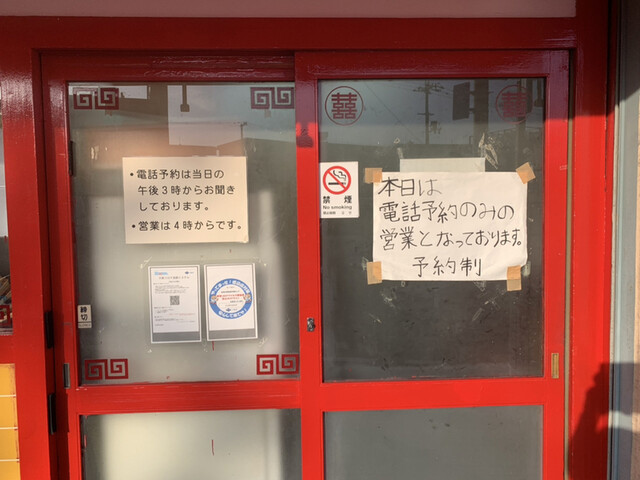 ・電話予約は当日の
午後3時からお聞き
しております。
・営業は4時からです。
禁煙
No smoking
本日は
電話予約のみの
営業となっております。
予約制
締切
囍